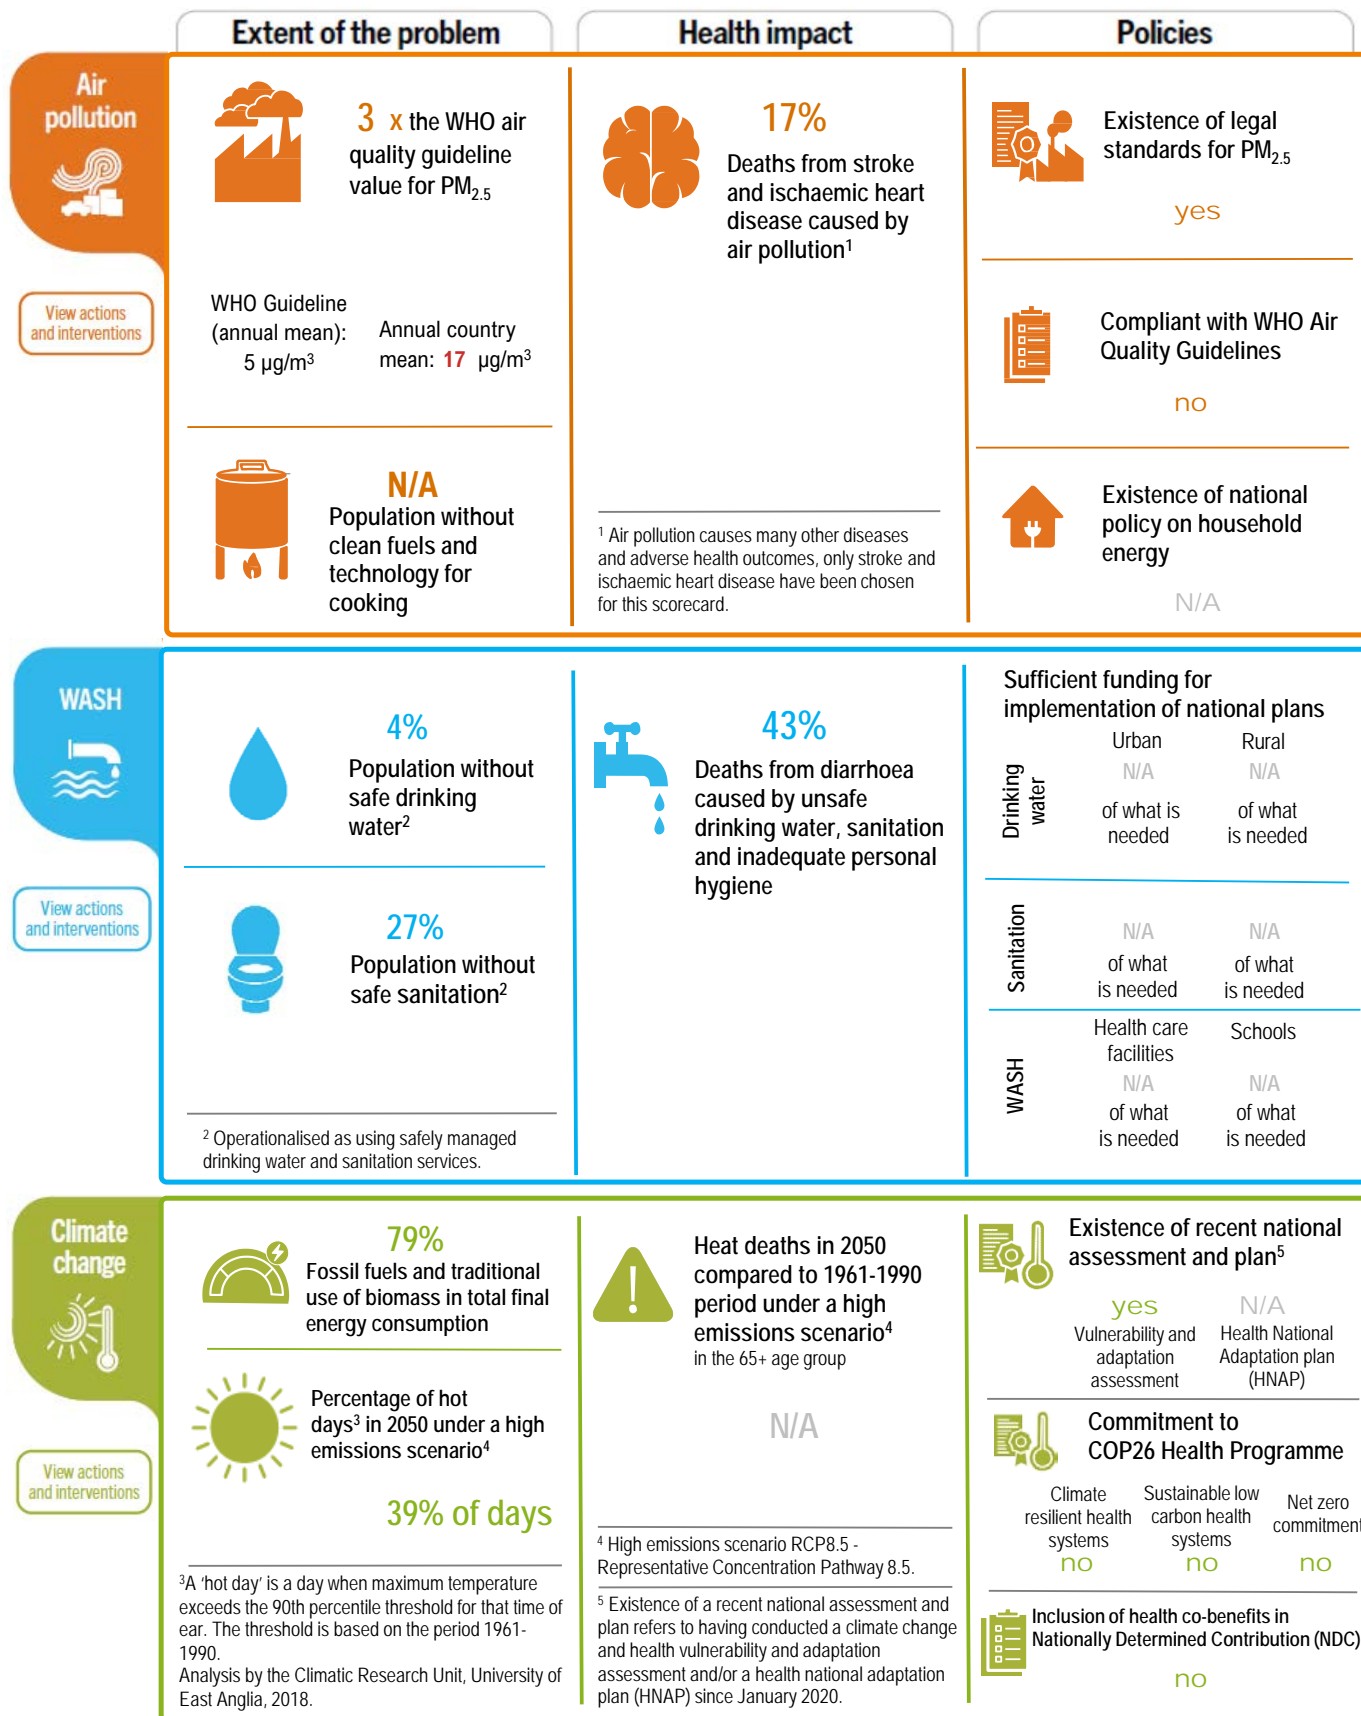 Extent of the problem
Health impact
Policies
Air
pollution
View actions
and interventions
3 x the WHO air
quality guideline
value for PM2.5
WHO Guideline
(annual mean):
5 µg/m³
Annual country
mean: 17 µg/m³
N/A
Population without
clean fuels and
technology for
cooking
17%
Deaths from stroke
and ischaemic heart
disease caused by
air pollution¹
¹ Air pollution causes many other diseases
and adverse health outcomes, only stroke and
ischaemic heart disease have been chosen
for this scorecard.
Existence of legal
standards for PM2.5
yes
Compliant with WHO Air
Quality Guidelines
no
Existence of national
policy on household
energy
N/A
WASH
View actions
and interventions
4%
Population without
safe drinking
water²
27%
Population without
safe sanitation²
² Operationalised as using safely managed
drinking water and sanitation services.
43%
Deaths from diarrhoea
caused by unsafe
drinking water, sanitation
and inadequate personal
hygiene
Sufficient funding for
implementation of national plans
Drinking
water
Urban
N/A
of what is
needed
Rural
N/A
of what
is needed
Sanitation
N/A
of what
is needed
N/A
of what
is needed
WASH
Health care
facilities
N/A
of what
is needed
Schools
N/A
of what
is needed
Climate
change
View actions
and interventions
79%
Fossil fuels and traditional
use of biomass in total final
energy consumption
Percentage of hot
days³ in 2050 under a high
emissions scenario⁴
39% of days
³A 'hot day' is a day when maximum temperature
exceeds the 90th percentile threshold for that time of
ear. The threshold is based on the period 1961-
1990.
Analysis by the Climatic Research Unit, University of
East Anglia, 2018.
Heat deaths in 2050
compared to 1961-1990
period under a high
emissions scenario⁴
in the 65+ age group
N/A
⁴ High emissions scenario RCP8.5 -
Representative Concentration Pathway 8.5.
⁵ Existence of a recent national assessment and
plan refers to having conducted a climate change
and health vulnerability and adaptation
assessment and/or a health national adaptation
plan (HNAP) since January 2020.
Existence of recent national
assessment and plan⁵
yes
Vulnerability and
adaptation
assessment
N/A
Health National
Adaptation plan
(HNAP)
Commitment to
COP26 Health Programme
Climate
resilient health
systems
no
Sustainable low
carbon health
systems
no
Net zero
commitment
no
Inclusion of health co-benefits in
Nationally Determined Contribution (NDC)
no